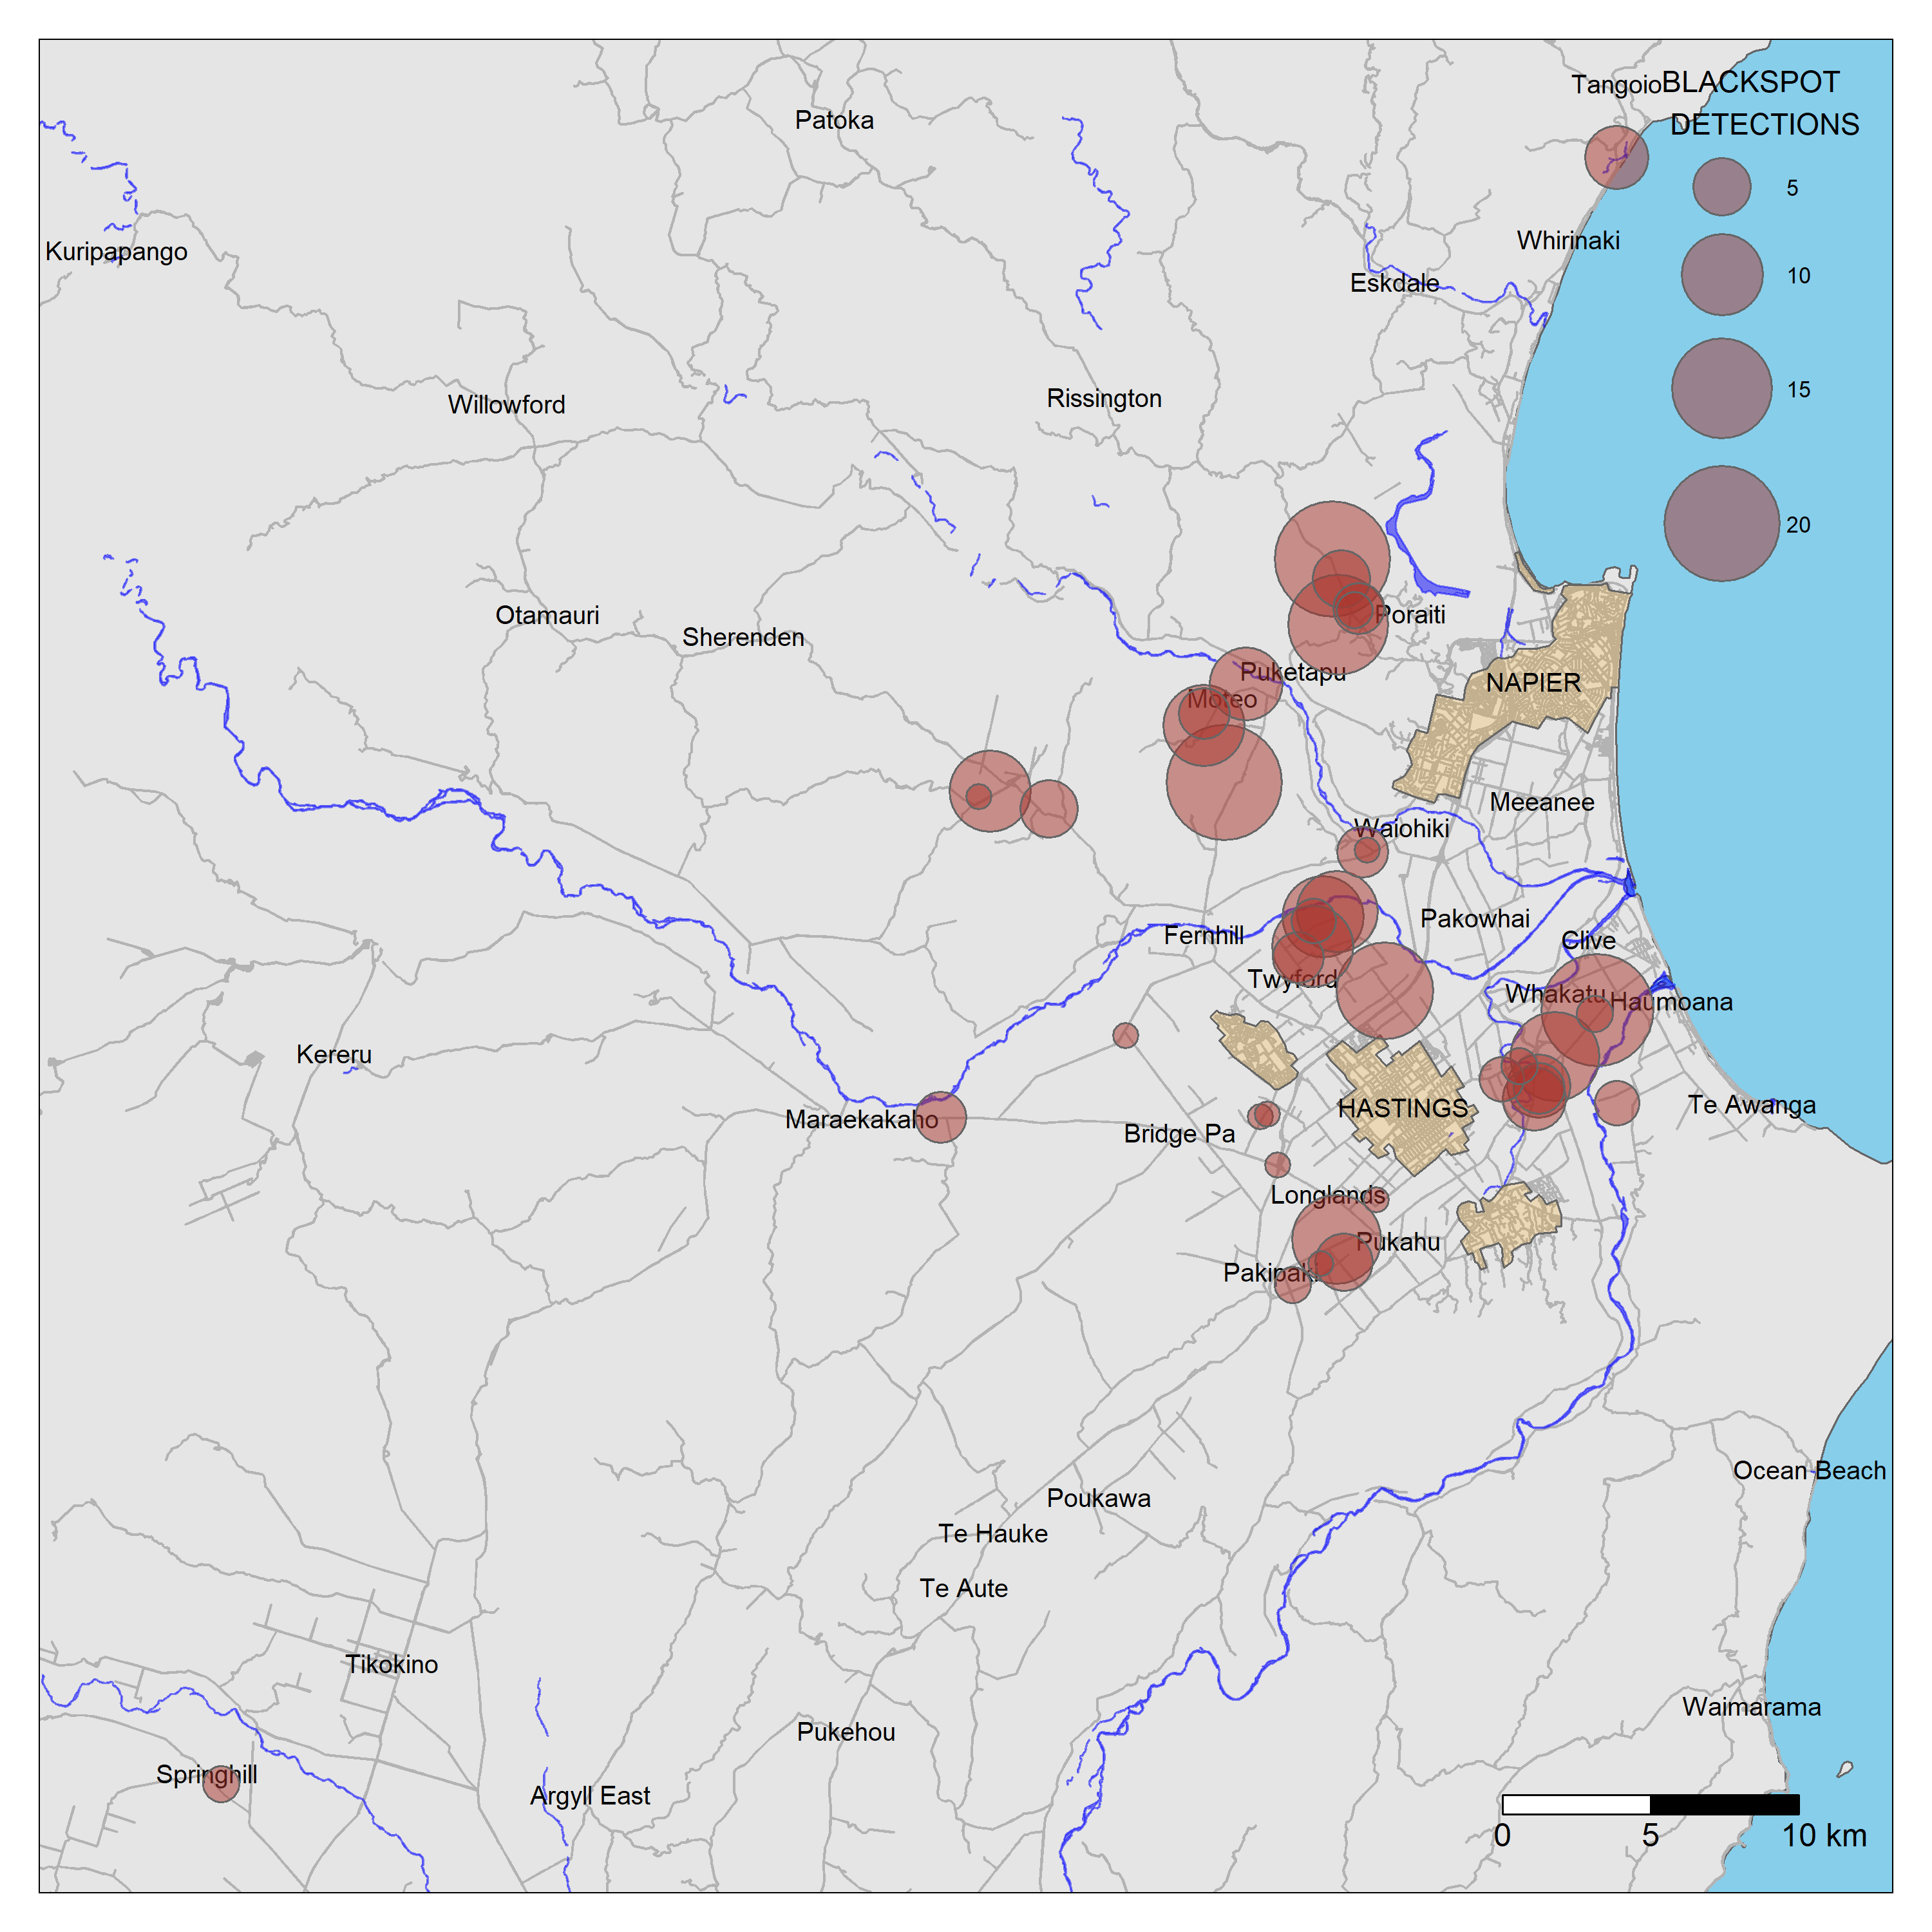 Tangoio
BLACKSPOT
DETECTIONS
Patoka
5
Kuripapango
Whirinaki
10
Eskdale
15
Willowford
Rissington
20
Otamauri
Sherenden
Poraiti
Puketapu
Moteo
NAPIER
Meeanee
Waiohiki
Fernhill
Pakowhai
Clive
Twyford
Whakatu
Haumoana
Kereru
Maraekakaho
Bridge Pa
HASTINGS
Te Awanga
Longlands
Pukahu
Pakipaki
Ocean Beach
Poukawa
Te Hauke
Te Aute
Tikokino
Waimarama
Pukehou
Springhill
Argyll East
0 5 10 km